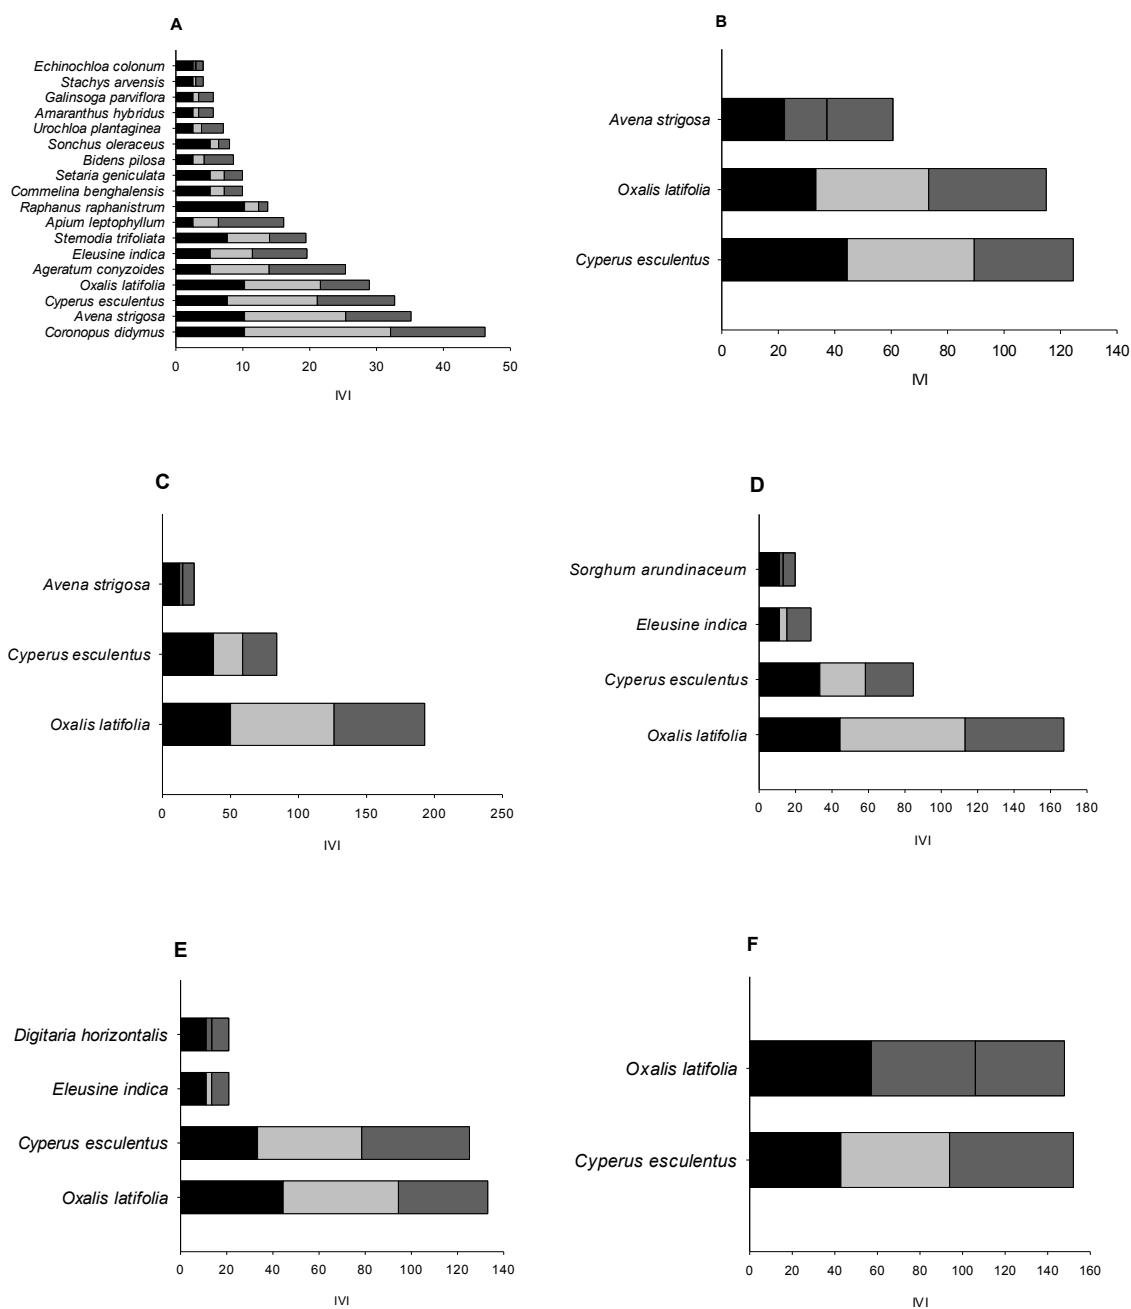 A
Echinochloa colonum
Stachys arvensis
Galinsoga parviflora
Amaranthus hybridus
Urochloa plantaginea
Sonchus oleraceus
Bidens pilosa
Setaria geniculata
Commelina benghalensis
Raphanus raphanistrum
Apium leptophyllum
Stemodia trifoliata
Eleusine indica
Ageratum conyzoides
Oxalis latifolia
Cyperus esculentus
Avena strigosa
Coronopus didymus
0 10 20 30 40 50
IVI
B
Avena strigosa
Oxalis latifolia
Cyperus esculentus
0 20 40 60 80 100 120 140
IVI
C
Avena strigosa
Cyperus esculentus
Oxalis latifolia
0 50 100 150 200 250
IVI
D
Sorghum arundinaceum
Eleusine indica
Cyperus esculentus
Oxalis latifolia
0 20 40 60 80 100 120 140 160 180
IVI
E
Digitaria horizontalis
Eleusine indica
Cyperus esculentus
Oxalis latifolia
0 20 40 60 80 100 120 140
IVI
F
Oxalis latifolia
Cyperus esculentus
0 20 40 60 80 100 120 140 160
IVI